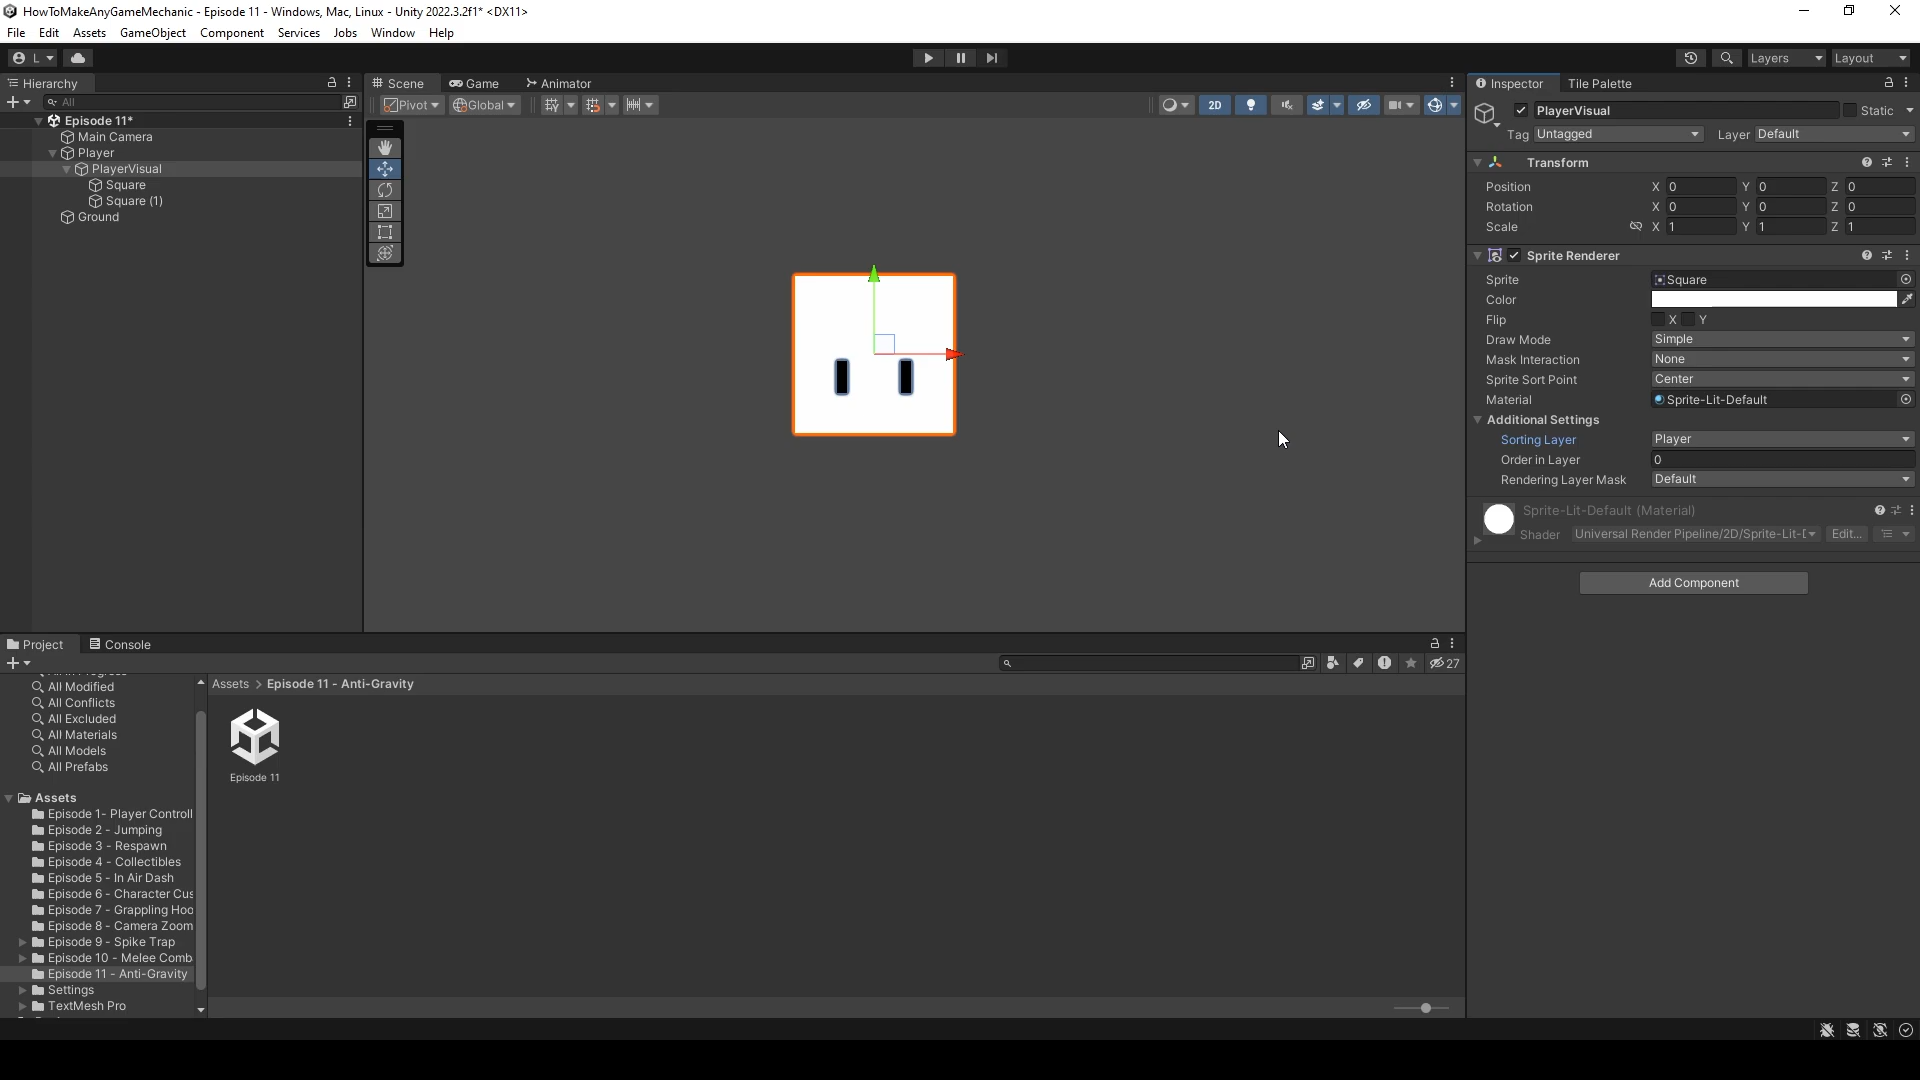 HowToMakeAnyGameMechanic - Episode 11 - Windows, Mac, Linux - Unity 2022.3.2f1* <DX11>
File Edit Assets GameObject Component Services Jobs Window Help
L Layers Layout
Hierarchy
All
Episode 11*
Main Camera
Player
PlayerVisual
Square
Square (1)
Ground
Scene Game Animator
Pivot Global 2D
Inspector Tile Palette
PlayerVisual Static
Tag Untagged Layer Default
Transform
Position X 0 Y 0 Z 0
Rotation X 0 Y 0 Z 0
Scale X 1 Y 1 Z 1
Sprite Renderer
Sprite Square
Color
Flip X Y
Draw Mode Simple
Mask Interaction None
Sprite Sort Point Center
Material Sprite-Lit-Default
Additional Settings
Sorting Layer Player
Order in Layer 0
Rendering Layer Mask Default
Sprite-Lit-Default (Material)
Shader Universal Render Pipeline/2D/Sprite-Lit-D Edit...
Add Component
Project Console
27
All Modified
All Conflicts
All Excluded
All Materials
All Models
All Prefabs
Assets
Episode 1- Player Controll
Episode 2 - Jumping
Episode 3 - Respawn
Episode 4 - Collectibles
Episode 5 - In Air Dash
Episode 6 - Character Cus
Episode 7 - Grappling Hoo
Episode 8 - Camera Zoom
Episode 9 - Spike Trap
Episode 10 - Melee Comb
Episode 11 - Anti-Gravity
Settings
TextMesh Pro
Assets > Episode 11 - Anti-Gravity
Episode 11